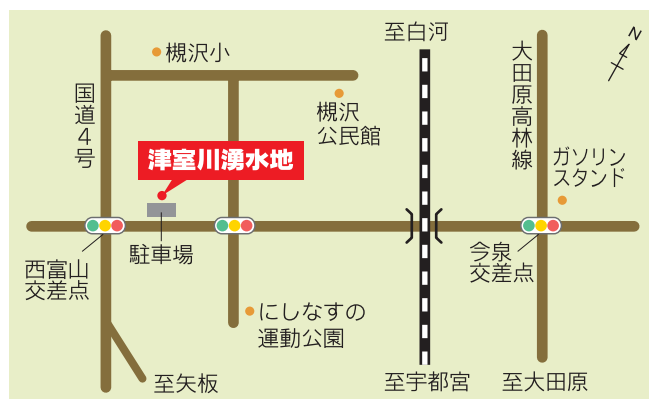 至白河
N
槻沢小
国道4号
大田原高林線
槻沢
公民館
津室川湧水地
ガソリン
スタンド
駐車場
西富山
交差点
今泉
交差点
にしなすの
運動公園
至矢板
至宇都宮
至大田原